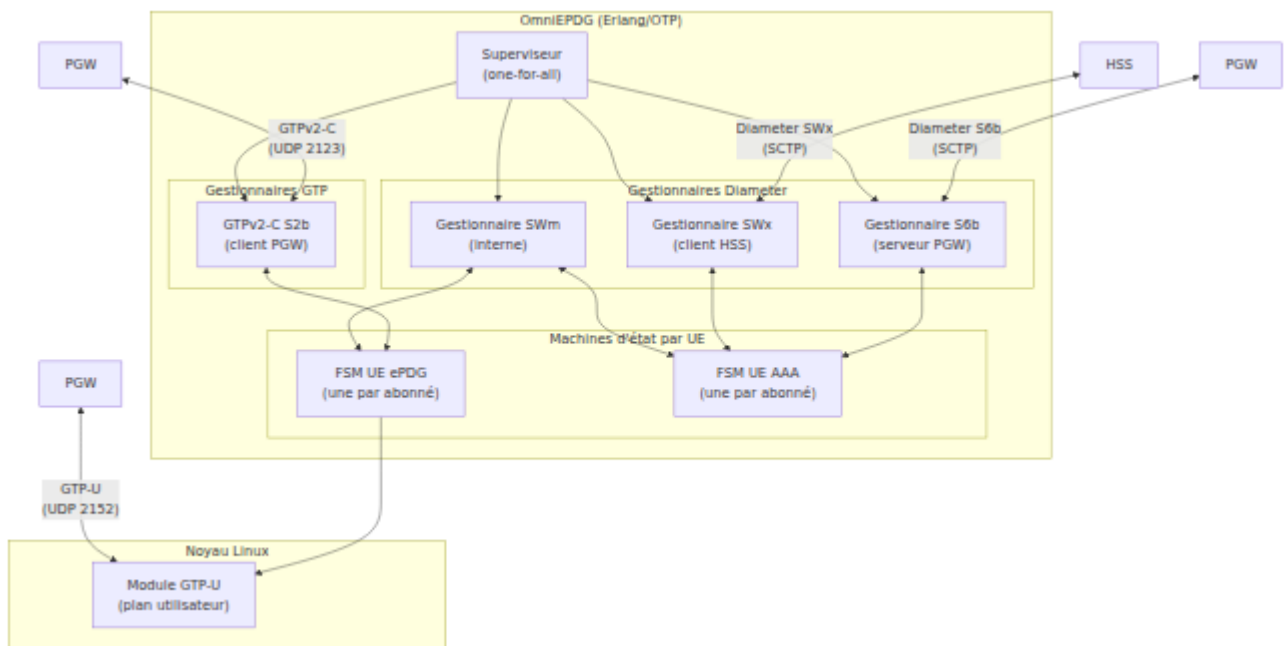 OmniEPDG (Erlang/OTP)
PGW
Superviseur
(one-for-all)
HSS
PGW
GTPv2-C
(UDP 2123)
Diameter SWx
(SCTP)
Diameter S6b
(SCTP)
Gestionnaires GTP
Gestionnaires Diameter
GTPv2-C S2b
(client PGW)
Gestionnaire SWm
(interne)
Gestionnaire SWx
(client HSS)
Gestionnaire S6b
(serveur PGW)
Machines d'état par UE
PGW
FSM UE ePDG
(une par abonné)
FSM UE AAA
(une par abonné)
GTP-U
(UDP 2152)
Noyau Linux
Module GTP-U
(plan utilisateur)